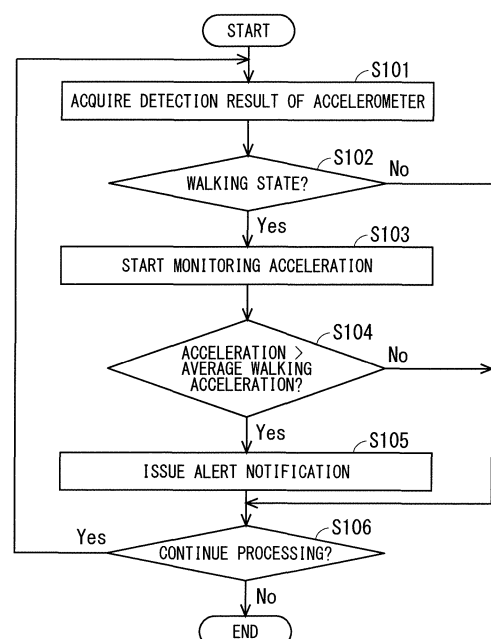 START
S101
ACQUIRE DETECTION RESULT OF ACCELEROMETER
S102
WALKING STATE?
No
Yes
S103
START MONITORING ACCELERATION
S104
ACCELERATION >
AVERAGE WALKING
ACCELERATION?
No
Yes
S105
ISSUE ALERT NOTIFICATION
S106
Yes
CONTINUE PROCESSING?
No
END